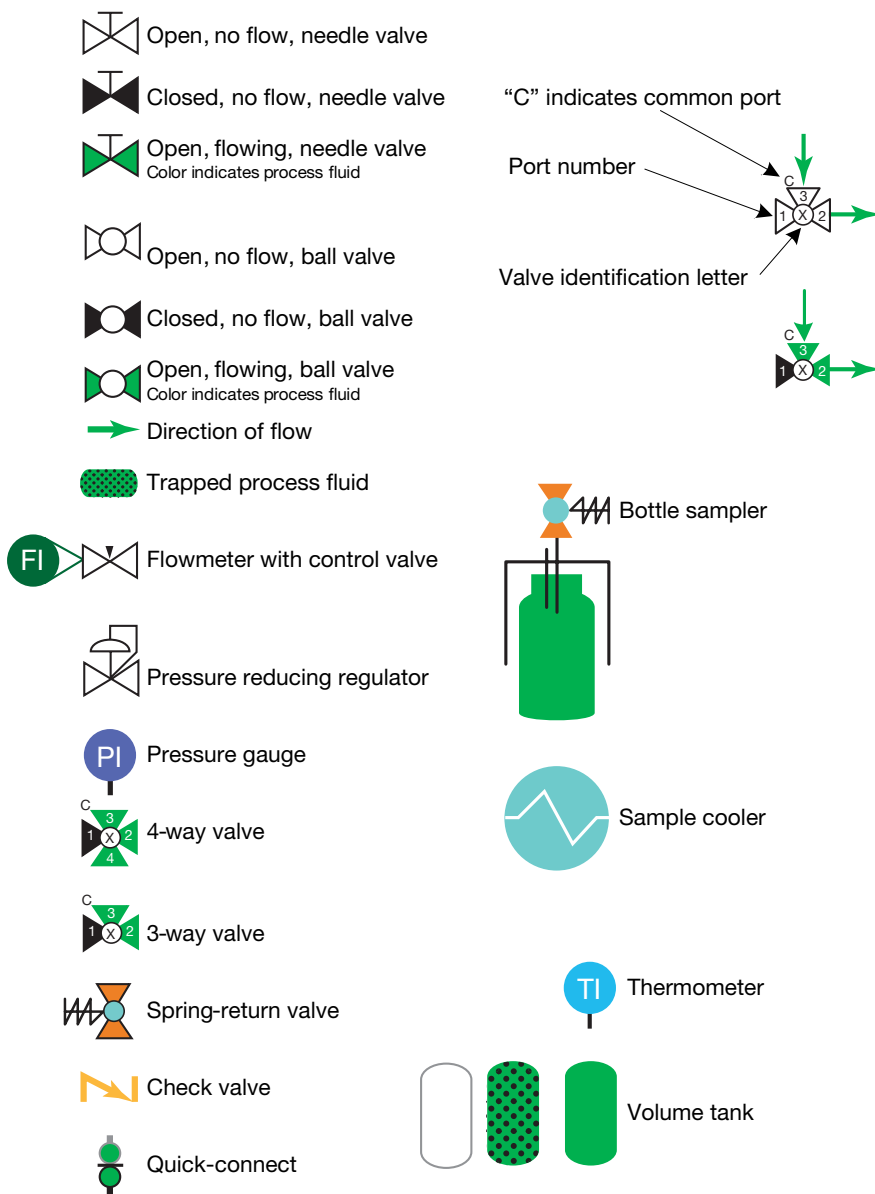 Open, no flow, needle valve
Closed, no flow, needle valve
Open, flowing, needle valve
Color indicates process fluid
Open, no flow, ball valve
Closed, no flow, ball valve
Open, flowing, ball valve
Color indicates process fluid
Direction of flow
Trapped process fluid
FI
Flowmeter with control valve
Pressure reducing regulator
PI
Pressure gauge
C
3
1 X 2
4
4-way valve
C
3
1 X 2
3-way valve
Spring-return valve
Check valve
Quick-connect
“C” indicates common port
Port number
C
3
1 X 2
Valve identification letter
C
3
1 X 2
Bottle sampler
Sample cooler
TI
Thermometer
Volume tank